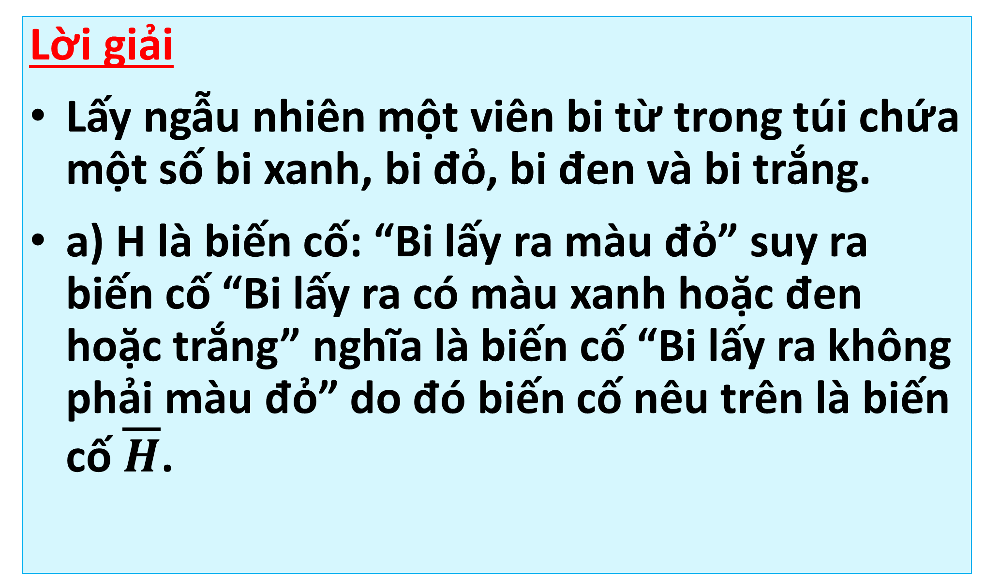 Lời giải
• Lấy ngẫu nhiên một viên bi từ trong túi chứa
một số bi xanh, bi đỏ, bi đen và bi trắng.
• a) H là biến cố: “Bi lấy ra màu đỏ” suy ra
biến cố “Bi lấy ra có màu xanh hoặc đen
hoặc trắng” nghĩa là biến cố “Bi lấy ra không
phải màu đỏ” do đó biến cố nêu trên là biến
cố H̅.